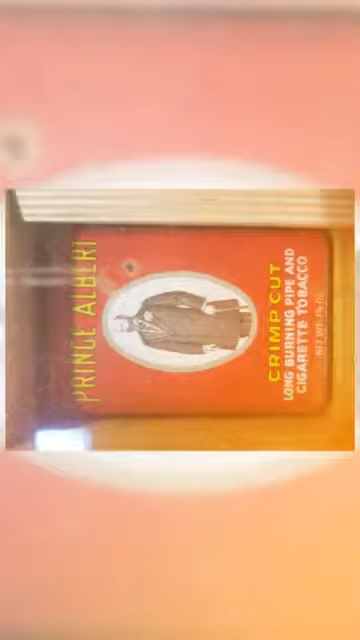 PRINCE ALBERT
CRIMP CUT
LONG BURNING PIPE AND
CIGARETTE TOBACCO